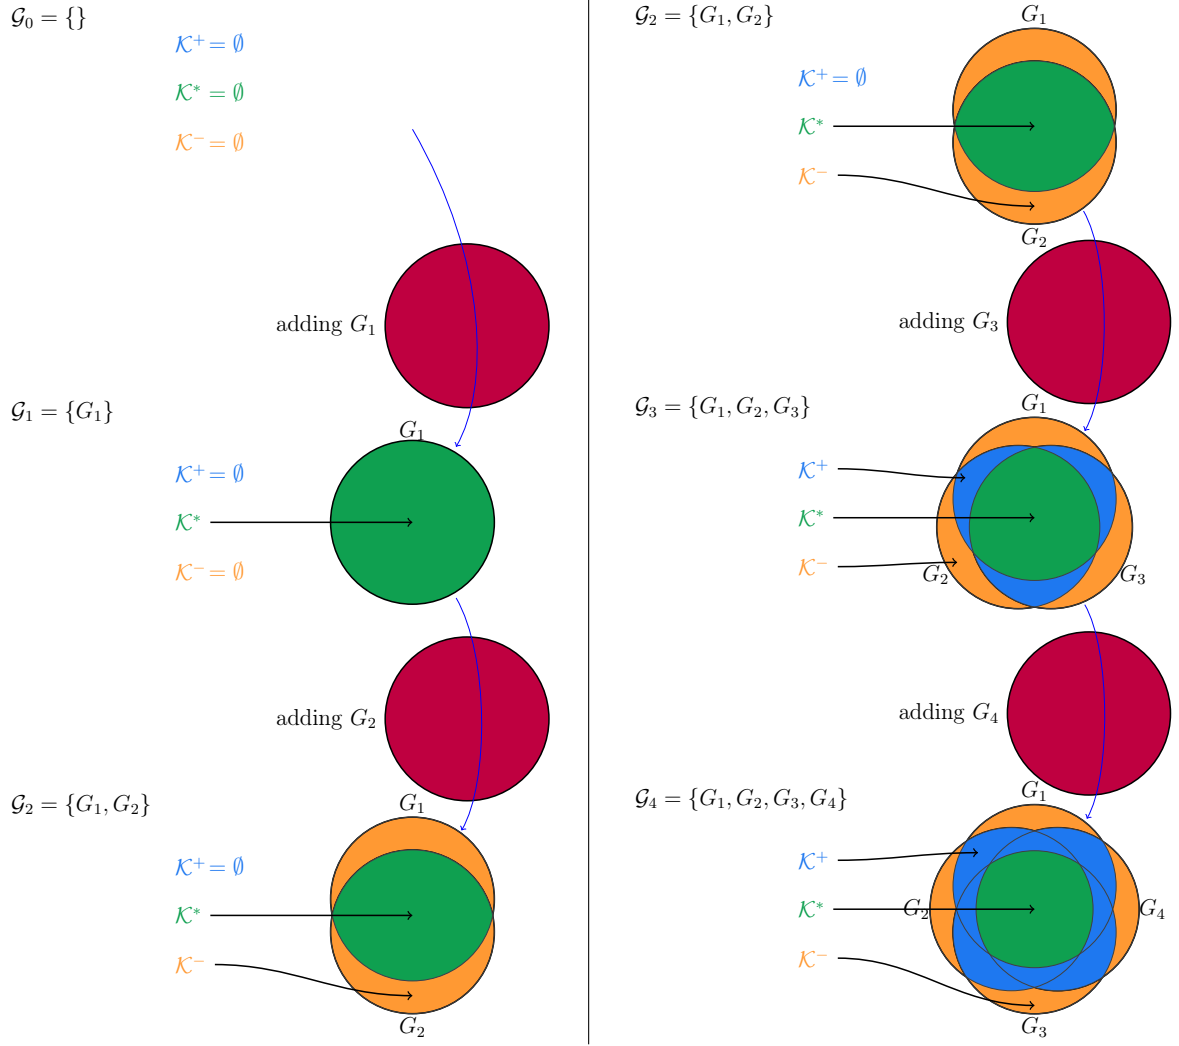 𝒢₀ = {}
𝒦⁺ = ∅
𝒦* = ∅
𝒦⁻ = ∅
adding G₁
𝒢₁ = {G₁}
G₁
𝒦⁺ = ∅
𝒦*
𝒦⁻ = ∅
adding G₂
𝒢₂ = {G₁, G₂}
G₁
𝒦⁺ = ∅
𝒦*
𝒦⁻
G₂
𝒢₂ = {G₁, G₂}
G₁
𝒦⁺ = ∅
𝒦*
𝒦⁻
G₂
adding G₃
𝒢₃ = {G₁, G₂, G₃}
G₁
𝒦⁺
𝒦*
𝒦⁻
G₂ G₃
adding G₄
𝒢₄ = {G₁, G₂, G₃, G₄}
G₁
𝒦⁺
𝒦* G₂ G₄
𝒦⁻
G₃